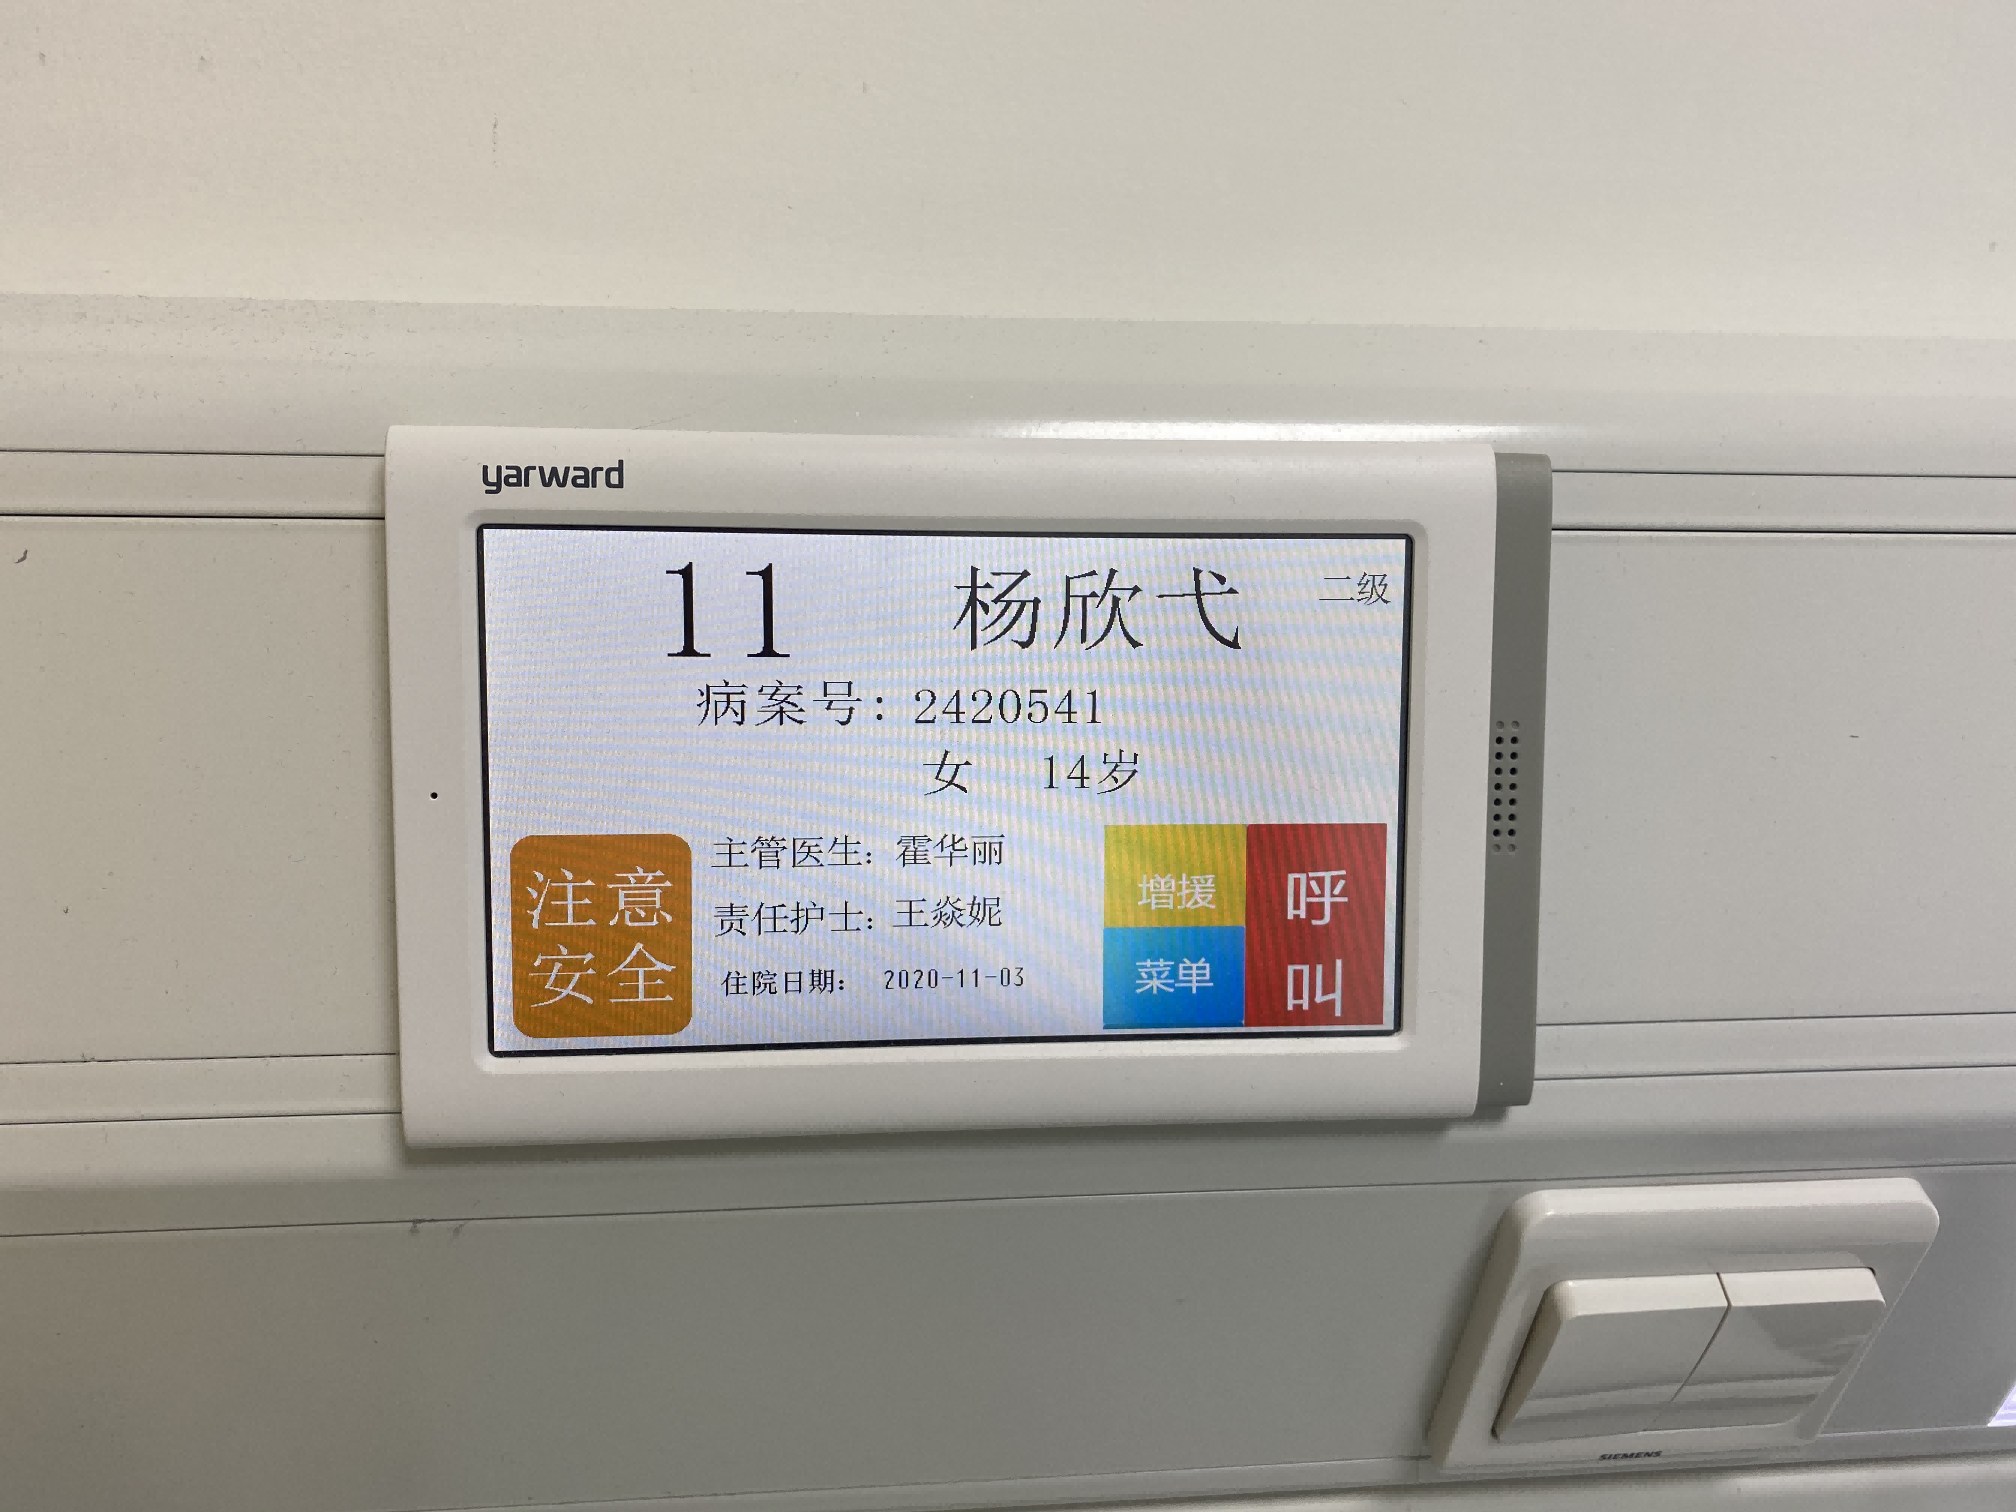 yarward
11 杨欣弋 二级
病案号：2420541
女 14岁
注意
安全
主管医生：霍华丽
责任护士：王焱妮
住院日期： 2020-11-03
增援
菜单
呼
叫
SIEMENS